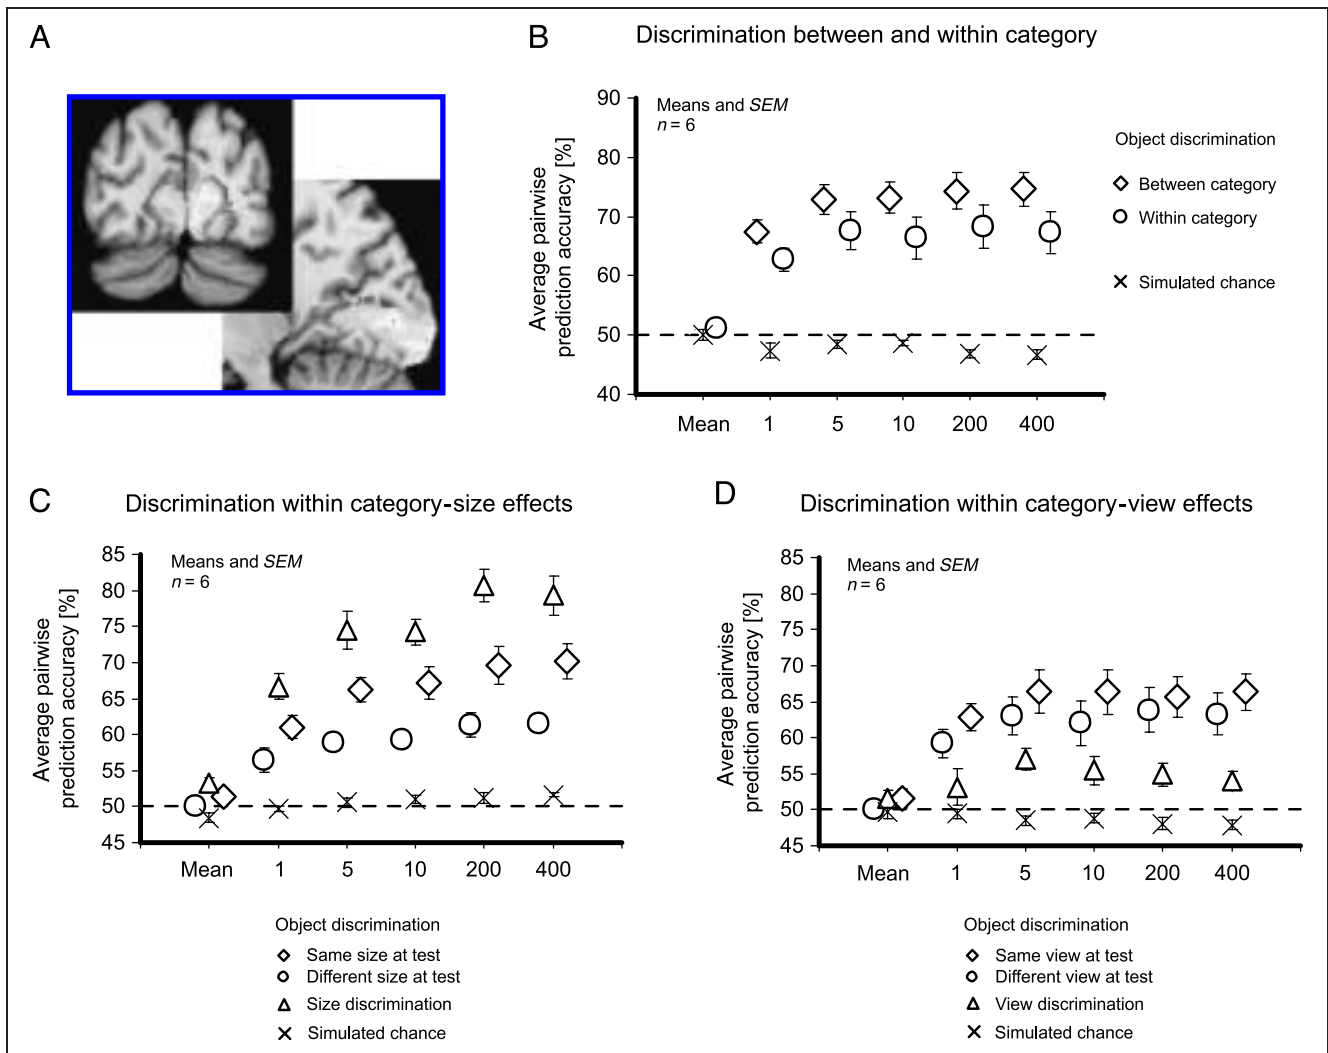 A
B
Discrimination between and within category
Average pairwise
prediction accuracy [%]
90
80
70
60
50
40
Means and SEM
n = 6
Mean 1 5 10 200 400
Object discrimination
Between category
Within category
Simulated chance
C
Discrimination within category-size effects
Average pairwise
prediction accuracy [%]
85
80
75
70
65
60
55
50
45
Means and SEM
n = 6
Mean 1 5 10 200 400
Object discrimination
Same size at test
Different size at test
Size discrimination
Simulated chance
D
Discrimination within category-view effects
Average pairwise
prediction accuracy [%]
85
80
75
70
65
60
55
50
45
Means and SEM
n = 6
Mean 1 5 10 200 400
Object discrimination
Same view at test
Different view at test
View discrimination
Simulated chance